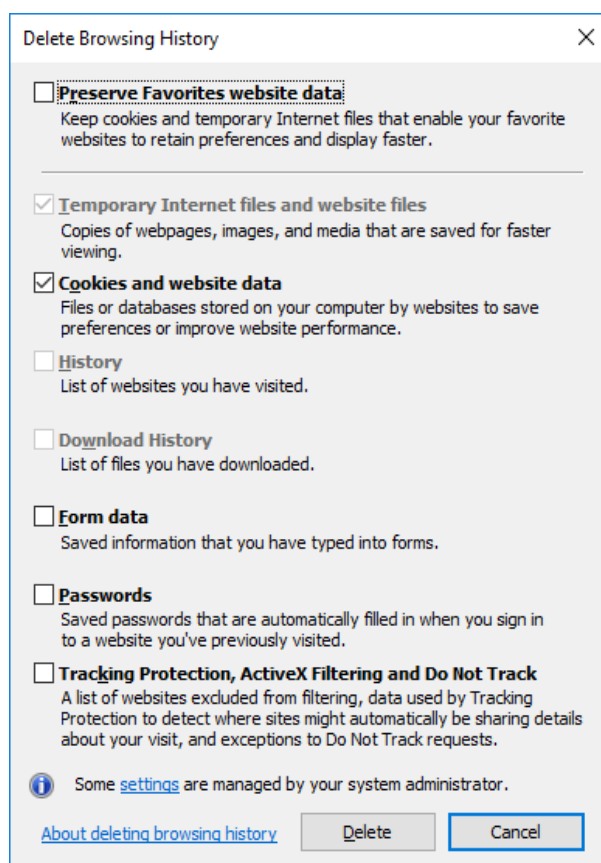 Delete Browsing History
Preserve Favorites website data
Keep cookies and temporary Internet files that enable your favorite
websites to retain preferences and display faster.
Temporary Internet files and website files
Copies of webpages, images, and media that are saved for faster
viewing.
Cookies and website data
Files or databases stored on your computer by websites to save
preferences or improve website performance.
History
List of websites you have visited.
Download History
List of files you have downloaded.
Form data
Saved information that you have typed into forms.
Passwords
Saved passwords that are automatically filled in when you sign in
to a website you've previously visited.
Tracking Protection, ActiveX Filtering and Do Not Track
A list of websites excluded from filtering, data used by Tracking
Protection to detect where sites might automatically be sharing details
about your visit, and exceptions to Do Not Track requests.
Some settings are managed by your system administrator.
About deleting browsing history Delete Cancel